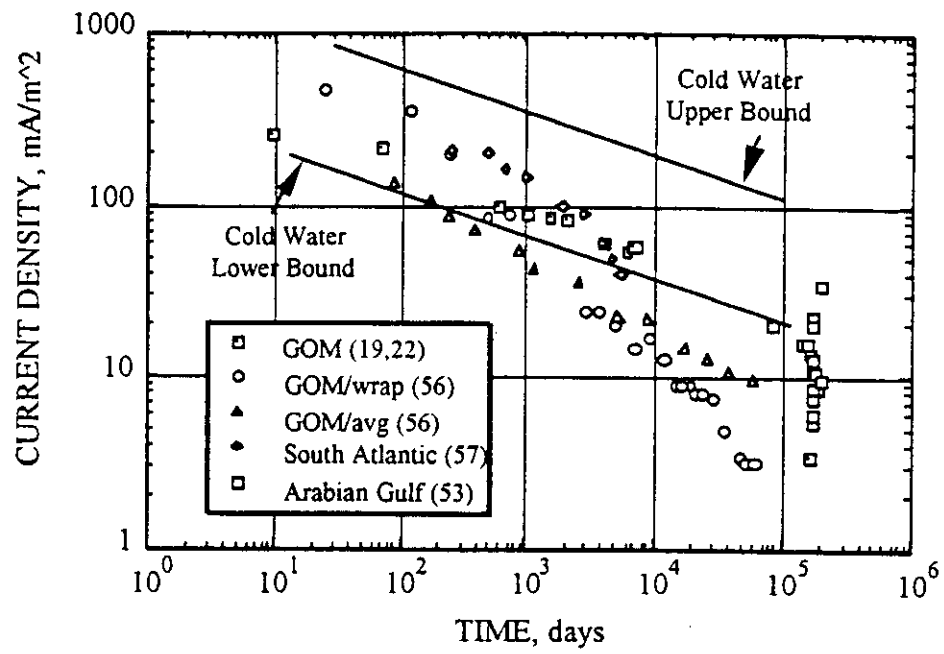 1000
100
10
1
CURRENT DENSITY, mA/m^2
Cold Water
Upper Bound
Cold Water
Lower Bound
GOM (19,22)
GOM/wrap (56)
GOM/avg (56)
South Atlantic (57)
Arabian Gulf (53)
10^0 10^1 10^2 10^3 10^4 10^5 10^6
TIME, days